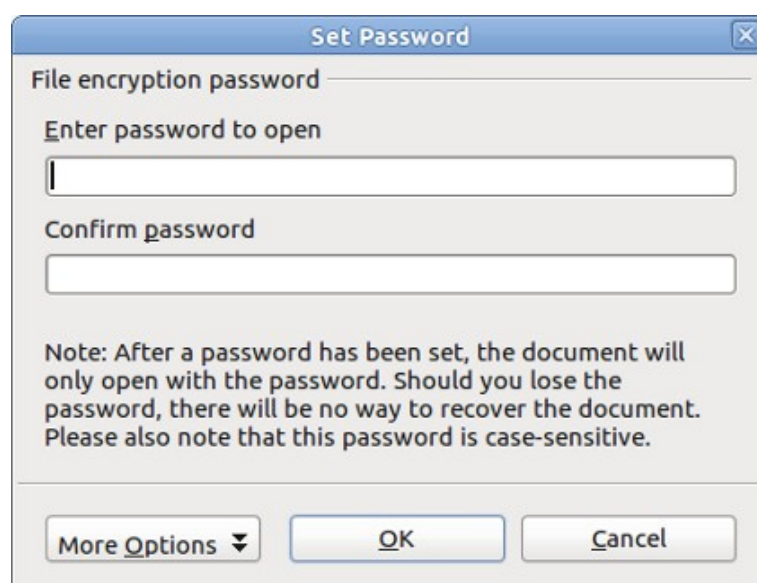 Set Password
File encryption password
Enter password to open
Confirm password
Note: After a password has been set, the document will
only open with the password. Should you lose the
password, there will be no way to recover the document.
Please also note that this password is case-sensitive.
More Options
OK
Cancel